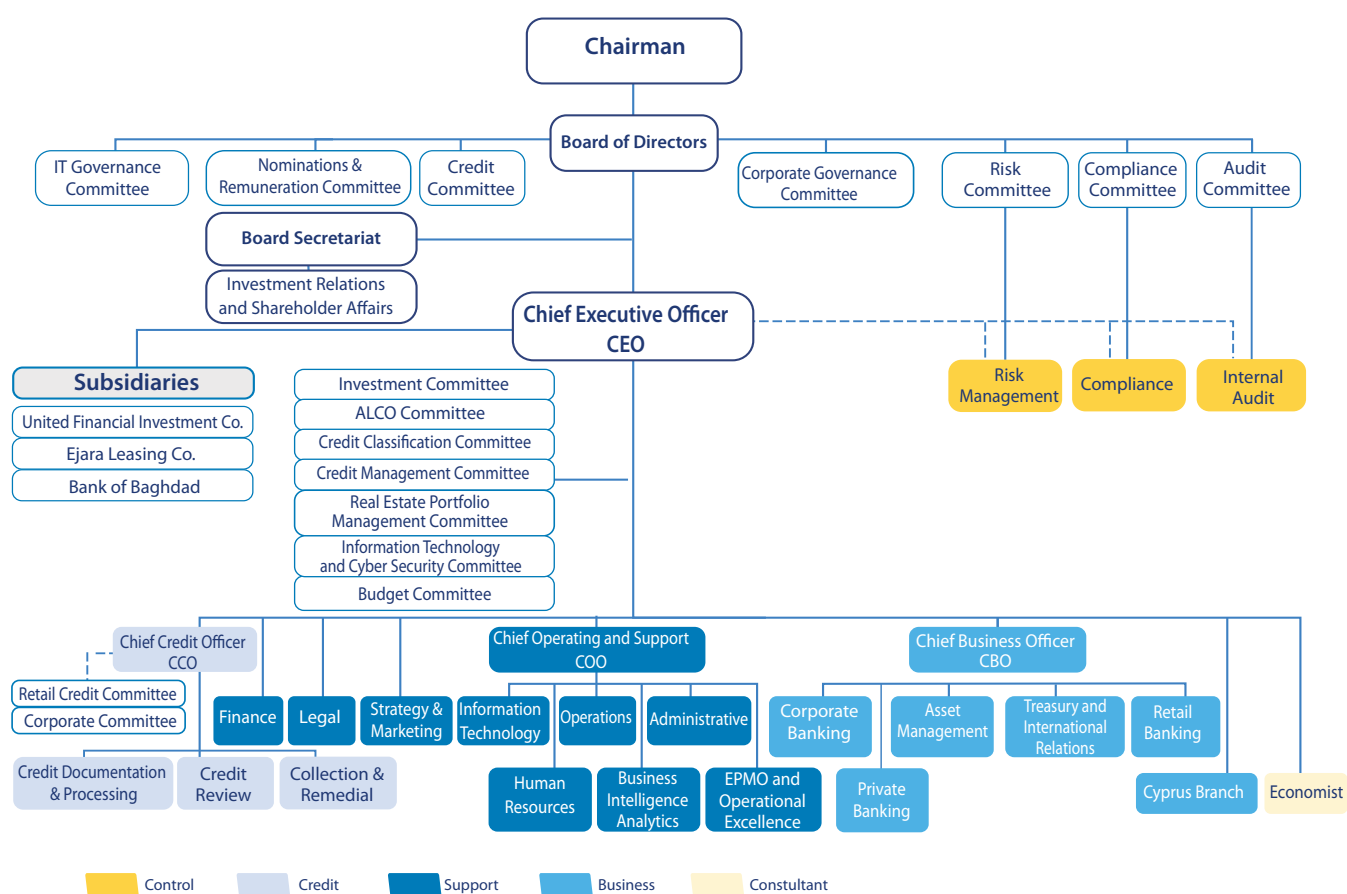 Chairman
Board of Directors
IT Governance
Committee
Nominations &
Remuneration Committee
Credit
Committee
Corporate Governance
Committee
Risk
Committee
Compliance
Committee
Audit
Committee
Board Secretariat
Investment Relations
and Shareholder Affairs
Chief Executive Officer
CEO
Subsidiaries
United Financial Investment Co.
Ejara Leasing Co.
Bank of Baghdad
Investment Committee
ALCO Committee
Credit Classification Committee
Credit Management Committee
Real Estate Portfolio
Management Committee
Information Technology
and Cyber Security Committee
Budget Committee
Risk
Management
Compliance
Internal
Audit
Chief Credit Officer
CCO
Chief Operating and Support
COO
Chief Business Officer
CBO
Retail Credit Committee
Corporate Committee
Finance
Legal
Strategy &
Marketing
Information
Technology
Operations
Administrative
Corporate
Banking
Asset
Management
Treasury and
International
Relations
Retail
Banking
Credit Documentation
& Processing
Credit
Review
Collection &
Remedial
Human
Resources
Business
Intelligence
Analytics
EPMO and
Operational
Excellence
Private
Banking
Cyprus Branch
Economist
Control
Credit
Support
Business
Constultant